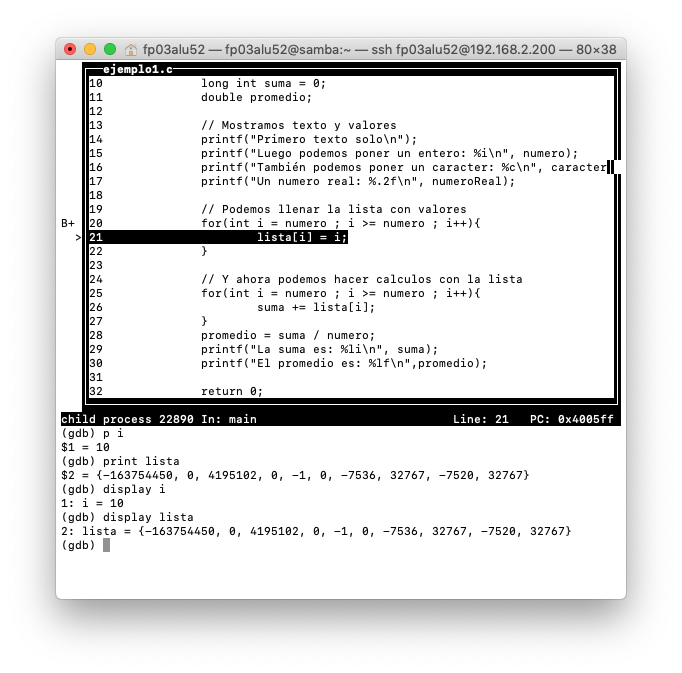 fp03alu52 — fp03alu52@samba:~ — ssh fp03alu52@192.168.2.200 — 80×38
ejemplo1.c
10              long int suma = 0;
11              double promedio;
12
13              // Mostramos texto y valores
14              printf("Primero texto solo\n");
15              printf("Luego podemos poner un entero: %i\n", numero);
16              printf("También podemos poner un caracter: %c\n", caracter
17              printf("Un numero real: %.2f\n", numeroReal);
18
19              // Podemos llenar la lista con valores
B+ 20              for(int i = numero ; i >= numero ; i++){
> 21                      lista[i] = i;
22              }
23
24              // Y ahora podemos hacer calculos con la lista
25              for(int i = numero ; i >= numero ; i++){
26                      suma += lista[i];
27              }
28              promedio = suma / numero;
29              printf("La suma es: %li\n", suma);
30              printf("El promedio es: %lf\n",promedio);
31
32              return 0;
child process 22890 In: main                            Line: 21   PC: 0x4005ff
(gdb) p i
$1 = 10
(gdb) print lista
$2 = {-163754450, 0, 4195102, 0, -1, 0, -7536, 32767, -7520, 32767}
(gdb) display i
1: i = 10
(gdb) display lista
2: lista = {-163754450, 0, 4195102, 0, -1, 0, -7536, 32767, -7520, 32767}
(gdb)